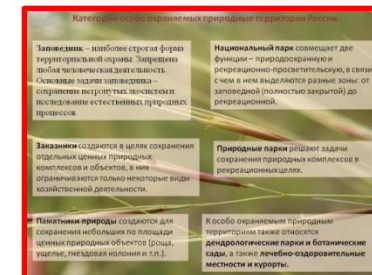 Категории особо охраняемых природные территории России
Заповедник – наиболее строгая форма
территориальной охраны. Запрещена
любая человеческая деятельность.
Основные задачи заповедника –
сохранение нетронутых экосистем и
исследование естественных природных
процессов.
Национальный парк совмещает две
функции – природоохранную и
рекреационно-просветительскую, в связи
с чем в нем выделяются разные зоны: от
заповедной (полностью закрытой) до
рекреационной.
Заказники создаются в целях сохранения
отдельных ценных природных
комплексов и объектов, в них
ограничиваются только некоторые виды
хозяйственной деятельности.
Природные парки решают задачи
сохранения природных комплексов в
рекреационных целях.
Памятники природы создаются для
сохранения небольших по площади
ценных природных объектов (роща,
ущелье, гнездовая колония и т.п.).
К особо охраняемым природным
территориям также относятся
дендрологические парки и ботанические
сады, а также лечебно-оздоровительные
местности и курорты.